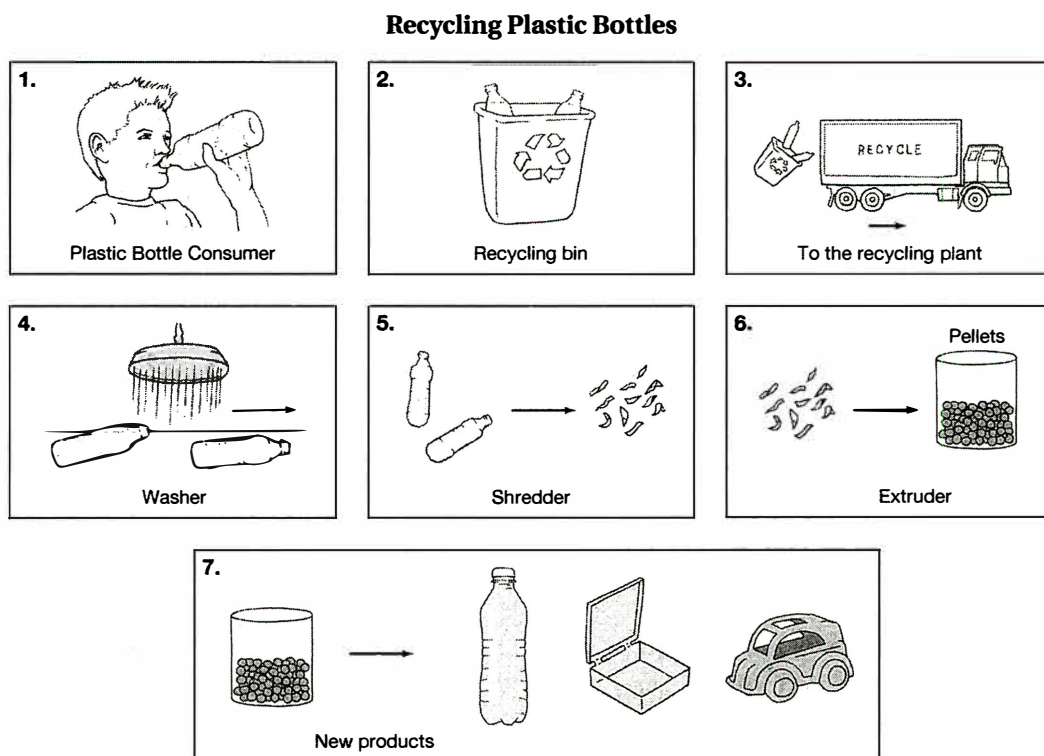 Recycling Plastic Bottles
1.
Plastic Bottle Consumer
2.
Recycling bin
3.
RECYCLE
To the recycling plant
4.
Washer
5.
Shredder
6.
Pellets
Extruder
7.
New products